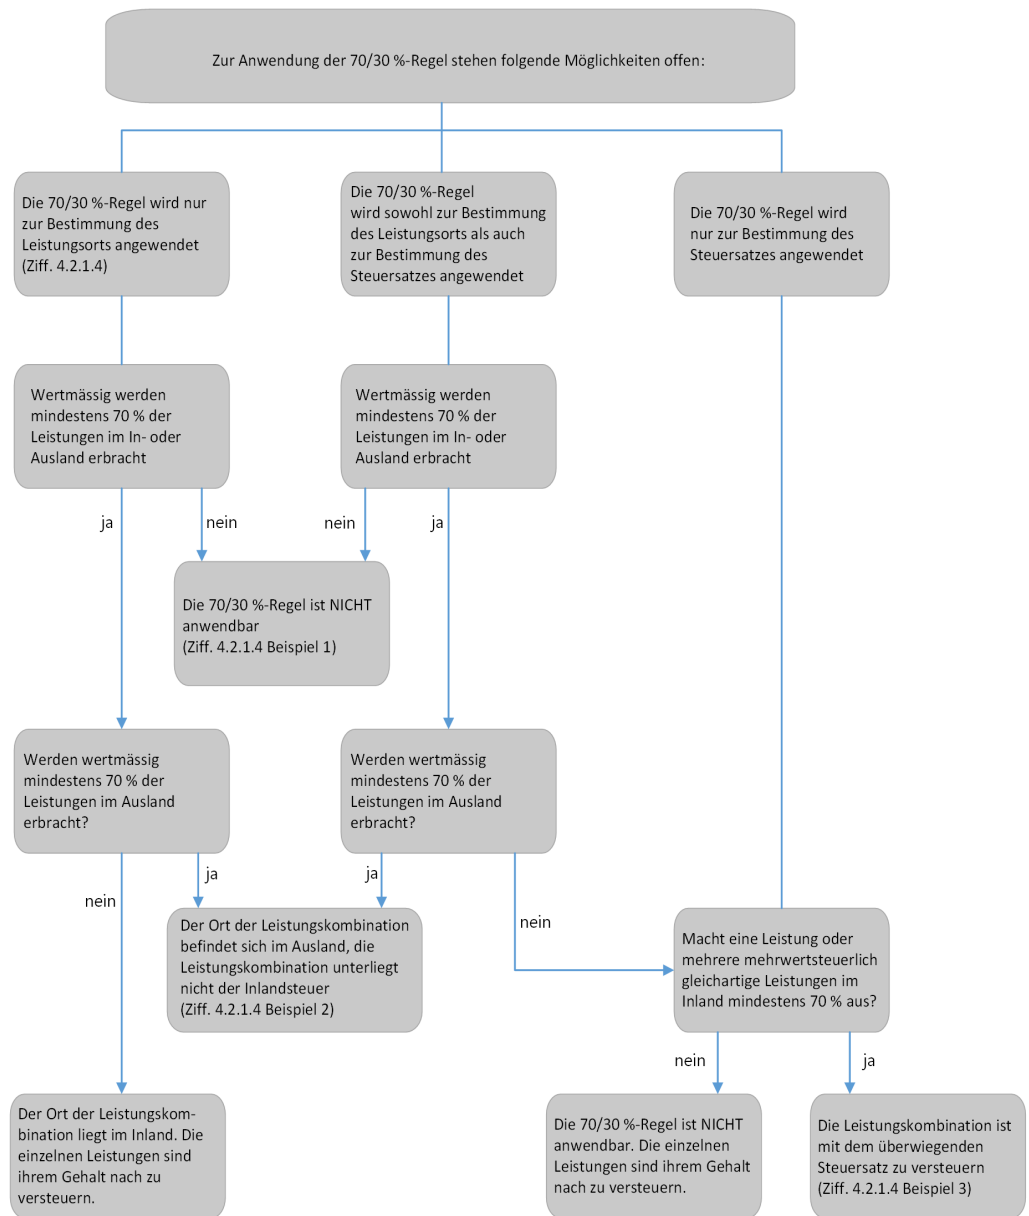 Zur Anwendung der 70/30 %-Regel stehen folgende Möglichkeiten offen:
Die 70/30 %-Regel wird nur
zur Bestimmung des
Leistungsorts angewendet
(Ziff. 4.2.1.4)
Die 70/30 %-Regel
wird sowohl zur Bestimmung
des Leistungsorts als auch
zur Bestimmung des
Steuersatzes angewendet
Die 70/30 %-Regel wird
nur zur Bestimmung des
Steuersatzes angewendet
Wertmässig werden
mindestens 70 % der
Leistungen im In- oder
Ausland erbracht
Wertmässig werden
mindestens 70 % der
Leistungen im In- oder
Ausland erbracht
ja
nein
nein
ja
Die 70/30 %-Regel ist NICHT
anwendbar
(Ziff. 4.2.1.4 Beispiel 1)
Werden wertmässig
mindestens 70 % der
Leistungen im Ausland
erbracht?
Werden wertmässig
mindestens 70 % der
Leistungen im Ausland
erbracht?
nein
ja
ja
nein
Der Ort der Leistungskombination
befindet sich im Ausland, die
Leistungskombination unterliegt
nicht der Inlandsteuer
(Ziff. 4.2.1.4 Beispiel 2)
Macht eine Leistung oder
mehrere mehrwertsteuerlich
gleichartige Leistungen im
Inland mindestens 70 % aus?
nein
ja
Der Ort der Leistungskom-
bination liegt im Inland. Die
einzelnen Leistungen sind
ihrem Gehalt nach zu
versteuern.
Die 70/30 %-Regel ist NICHT
anwendbar. Die einzelnen
Leistungen sind ihrem Gehalt
nach zu versteuern.
Die Leistungskombination ist
mit dem überwiegenden
Steuersatz zu versteuern
(Ziff. 4.2.1.4 Beispiel 3)